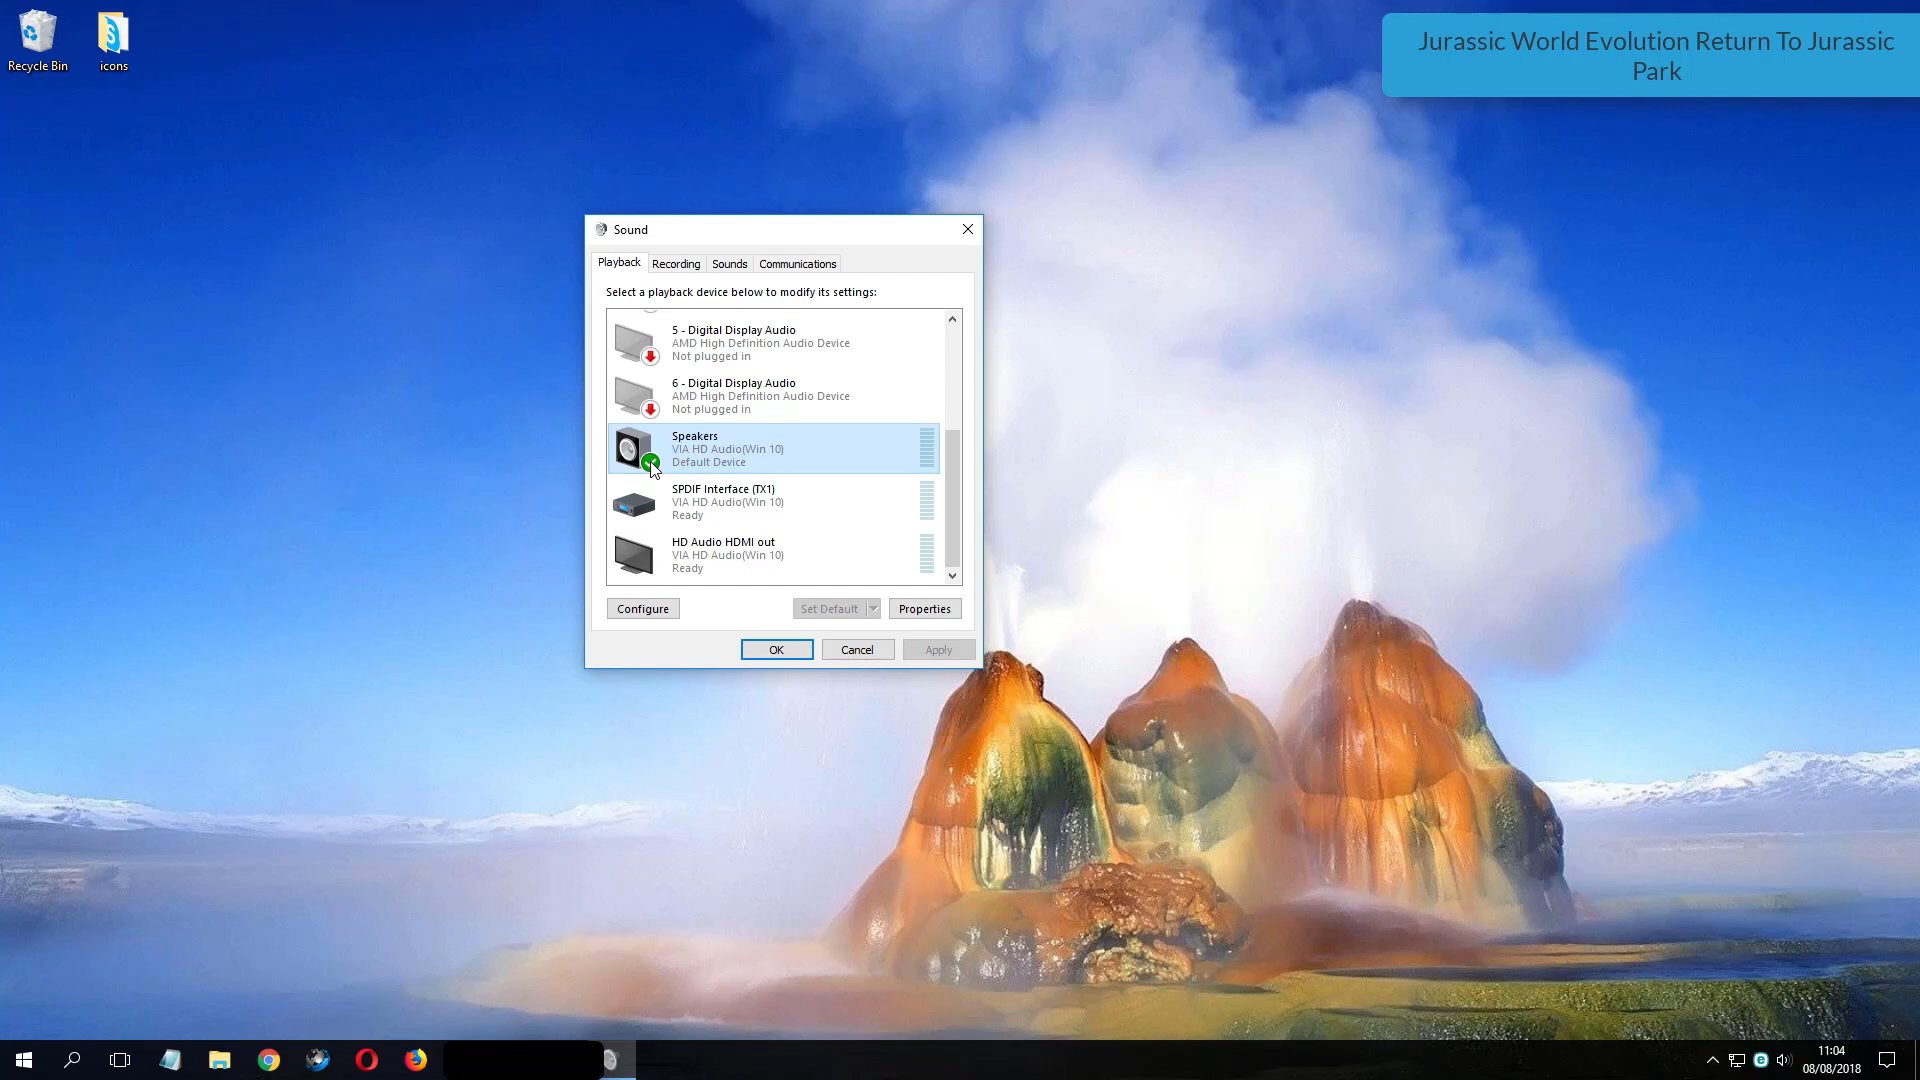 Recycle Bin
icons
Jurassic World Evolution Return To Jurassic
Park
Sound
Playback
Recording
Sounds
Communications
Select a playback device below to modify its settings:
5 - Digital Display Audio
AMD High Definition Audio Device
Not plugged in
6 - Digital Display Audio
AMD High Definition Audio Device
Not plugged in
Speakers
VIA HD Audio(Win 10)
Default Device
SPDIF Interface (TX1)
VIA HD Audio(Win 10)
Ready
HD Audio HDMI out
VIA HD Audio(Win 10)
Ready
Configure
Set Default
Properties
OK
Cancel
Apply
11:04
08/08/2018